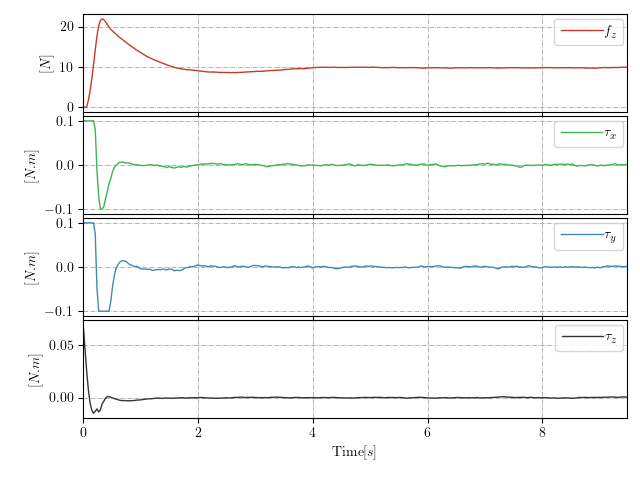 20
10
0
[N]
f_z
0.1
0.0
−0.1
[N.m]
τ_x
0.1
0.0
−0.1
[N.m]
τ_y
0.05
0.00
[N.m]
τ_z
0 2 4 6 8
Time[s]